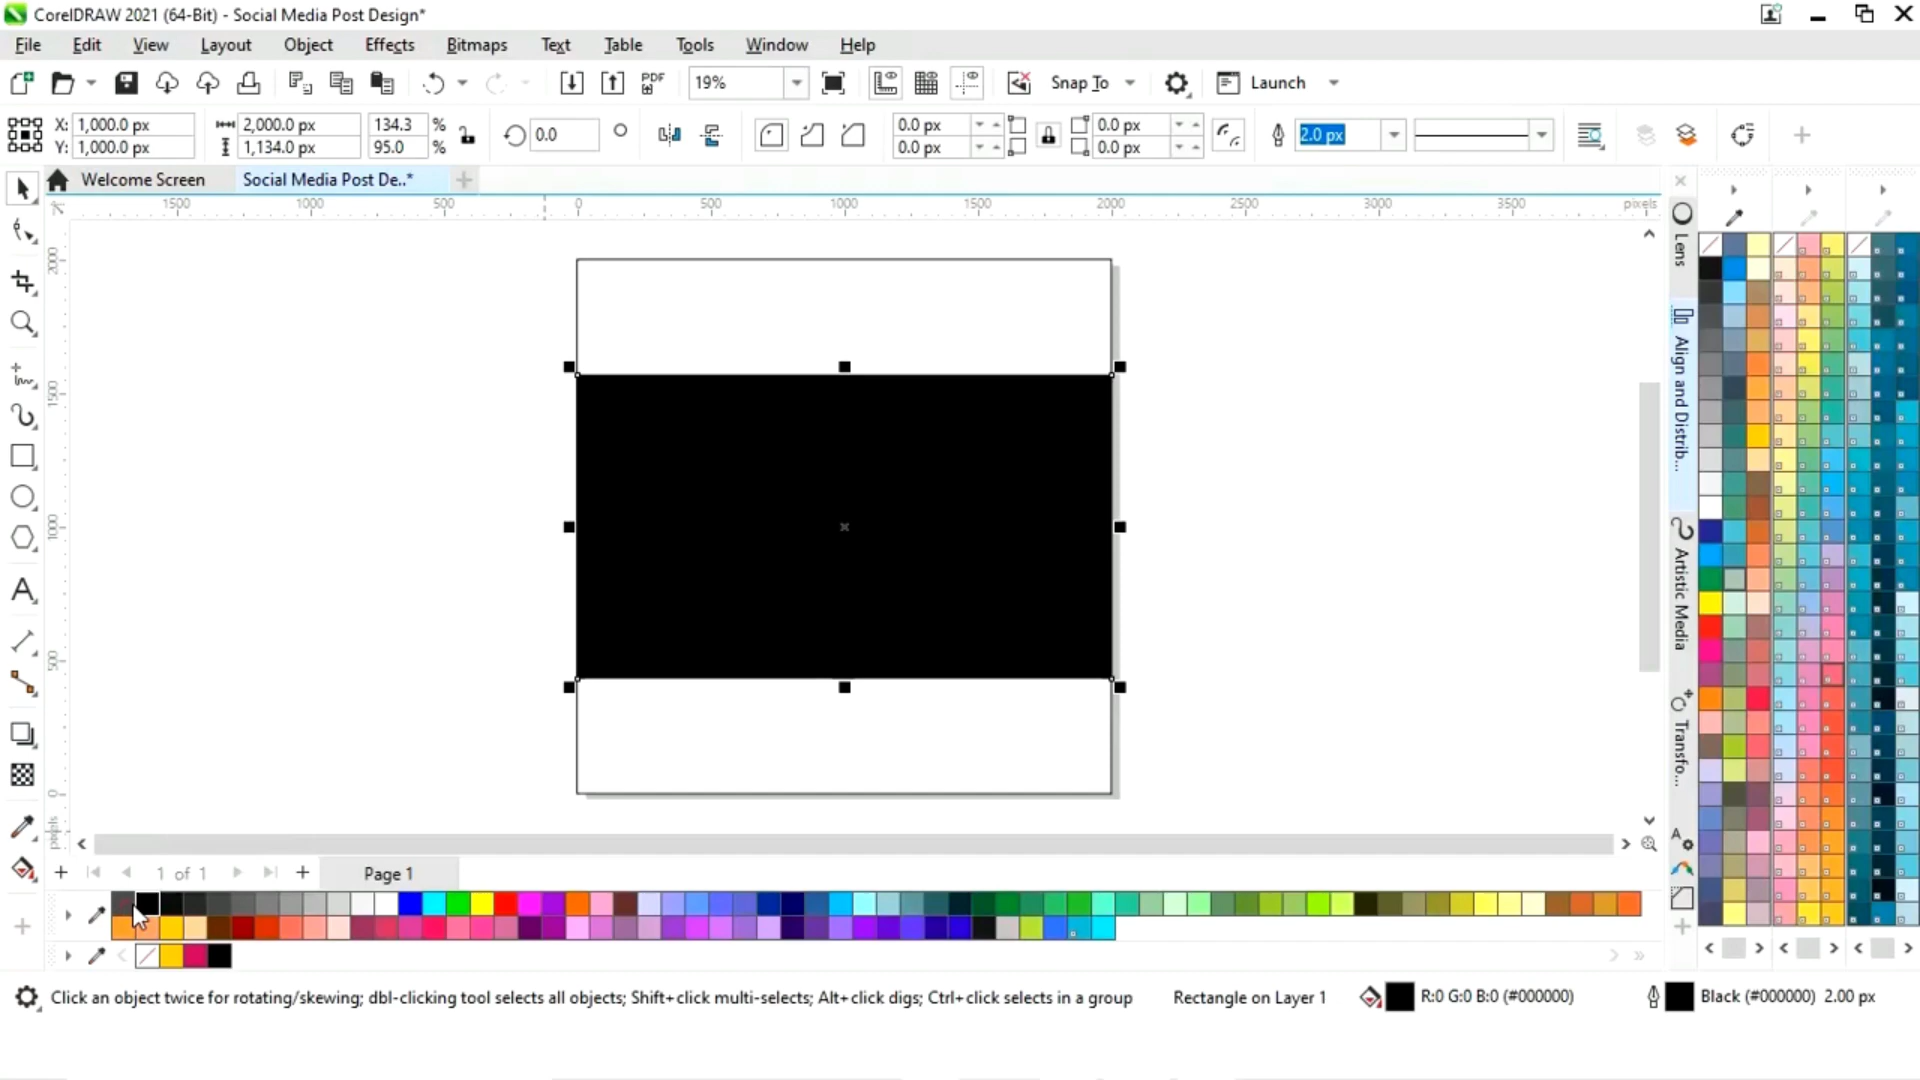 CorelDRAW 2021 (64-Bit) - Social Media Post Design*
File Edit View Layout Object Effects Bitmaps Text Table Tools Window Help
PDF 19% Snap To Launch
X: 1,000.0 px 2,000.0 px 134.3 % 0.0 0.0 px 0.0 px 2.0 px
Y: 1,000.0 px 1,134.0 px 95.0 % 0.0 px 0.0 px
Welcome Screen Social Media Post De..*
1500 1000 500 0 500 1000 1500 2000 2500 3000 3500 pixels
2000
1500
1000
500
0
pixels
Lens
Align and Distrib...
Artistic Media
Transfo...
1 of 1 Page 1
Click an object twice for rotating/skewing; dbl-clicking tool selects all objects; Shift+click multi-selects; Alt+click digs; Ctrl+click selects in a group Rectangle on Layer 1 R:0 G:0 B:0 (#000000) Black (#000000) 2.00 px